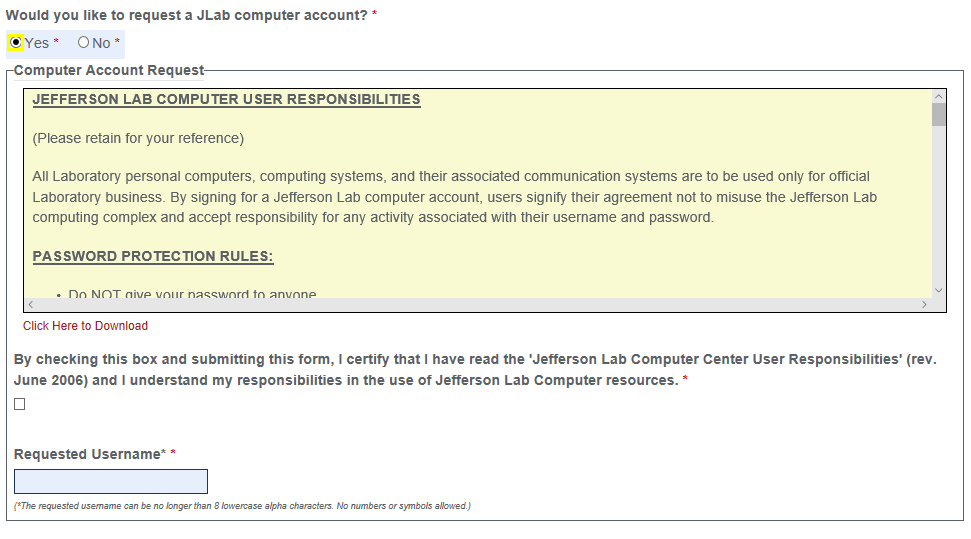 Would you like to request a JLab computer account? *
Yes * No *
Computer Account Request
JEFFERSON LAB COMPUTER USER RESPONSIBILITIES
(Please retain for your reference)
All Laboratory personal computers, computing systems, and their associated communication systems are to be used only for official
Laboratory business. By signing for a Jefferson Lab computer account, users signify their agreement not to misuse the Jefferson Lab
computing complex and accept responsibility for any activity associated with their username and password.
PASSWORD PROTECTION RULES:
• Do NOT give your password to anyone
Click Here to Download
By checking this box and submitting this form, I certify that I have read the 'Jefferson Lab Computer Center User Responsibilities' (rev.
June 2006) and I understand my responsibilities in the use of Jefferson Lab Computer resources. *
Requested Username* *
(*The requested username can be no longer than 8 lowercase alpha characters. No numbers or symbols allowed.)